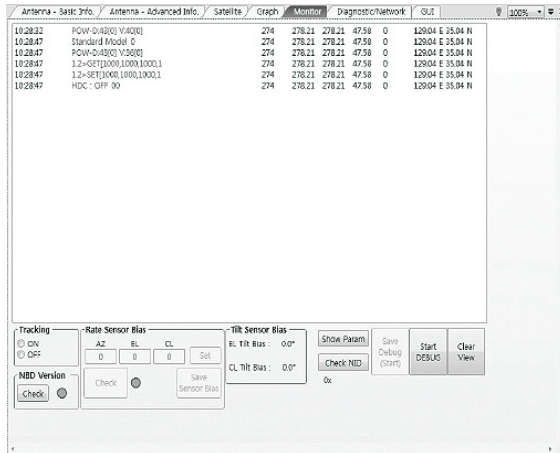 Antenna - Basic Info. Antenna - Advanced Info. Satellite Graph Monitor Diagnostic/Network GUI 100%
10:28:32 POW-D:43[0] V:40[0] 274 278.21 278.21 47.58 0 129.04 E 35.04 N
10:28:47 Standard Model 0 274 278.21 278.21 47.58 0 129.04 E 35.04 N
10:28:47 POW-D:43[0] V:36[0] 274 278.21 278.21 47.58 0 129.04 E 35.04 N
10:28:47 1.2>GET[1000,1000,1000,1 274 278.21 278.21 47.58 0 129.04 E 35.04 N
10:28:47 1.2>SET[1000,1000,1000,1 274 278.21 278.21 47.58 0 129.04 E 35.04 N
10:28:47 HDC : OFF 00 274 278.21 278.21 47.58 0 129.04 E 35.04 N
Tracking
ON
OFF
NBD Version
Check
Rate Sensor Bias
AZ EL CL
0 0 0 Set
Check Save Sensor Bias
Tilt Sensor Bias
EL Tilt Bias : 0.0°
CL Tilt Bias : 0.0°
Show Param
Check NID
0x
Save Debug (Start)
Start DEBUG
Clear View